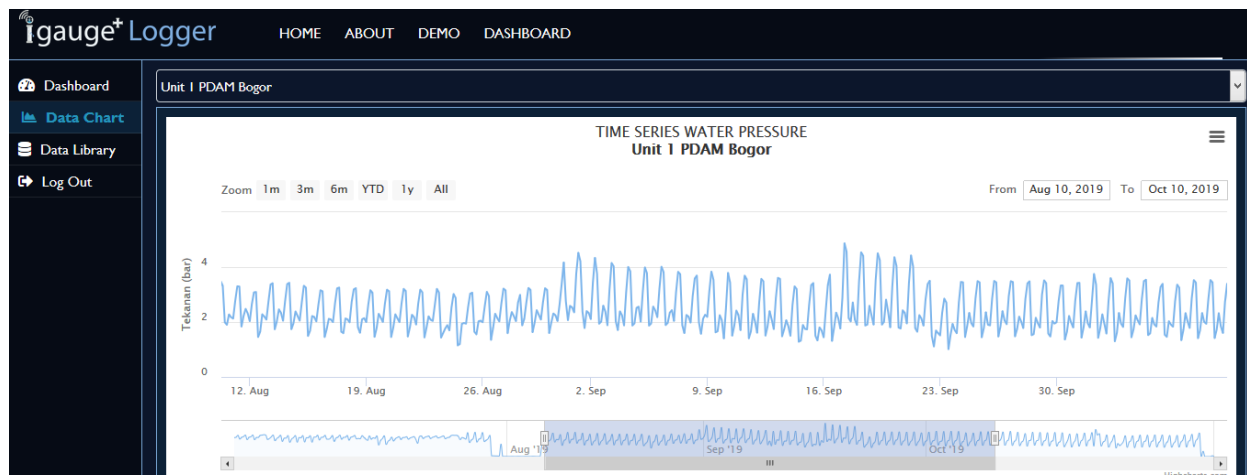 igauge+ Logger HOME ABOUT DEMO DASHBOARD
Dashboard
Data Chart
Data Library
Log Out
Unit 1 PDAM Bogor
TIME SERIES WATER PRESSURE
Unit 1 PDAM Bogor
Zoom 1m 3m 6m YTD 1y All From Aug 10, 2019 To Oct 10, 2019
Tekanan (bar)
4
2
0
12. Aug 19. Aug 26. Aug 2. Sep 9. Sep 16. Sep 23. Sep 30. Sep
Aug '19 Sep '19 Oct '19
Highcharts.com